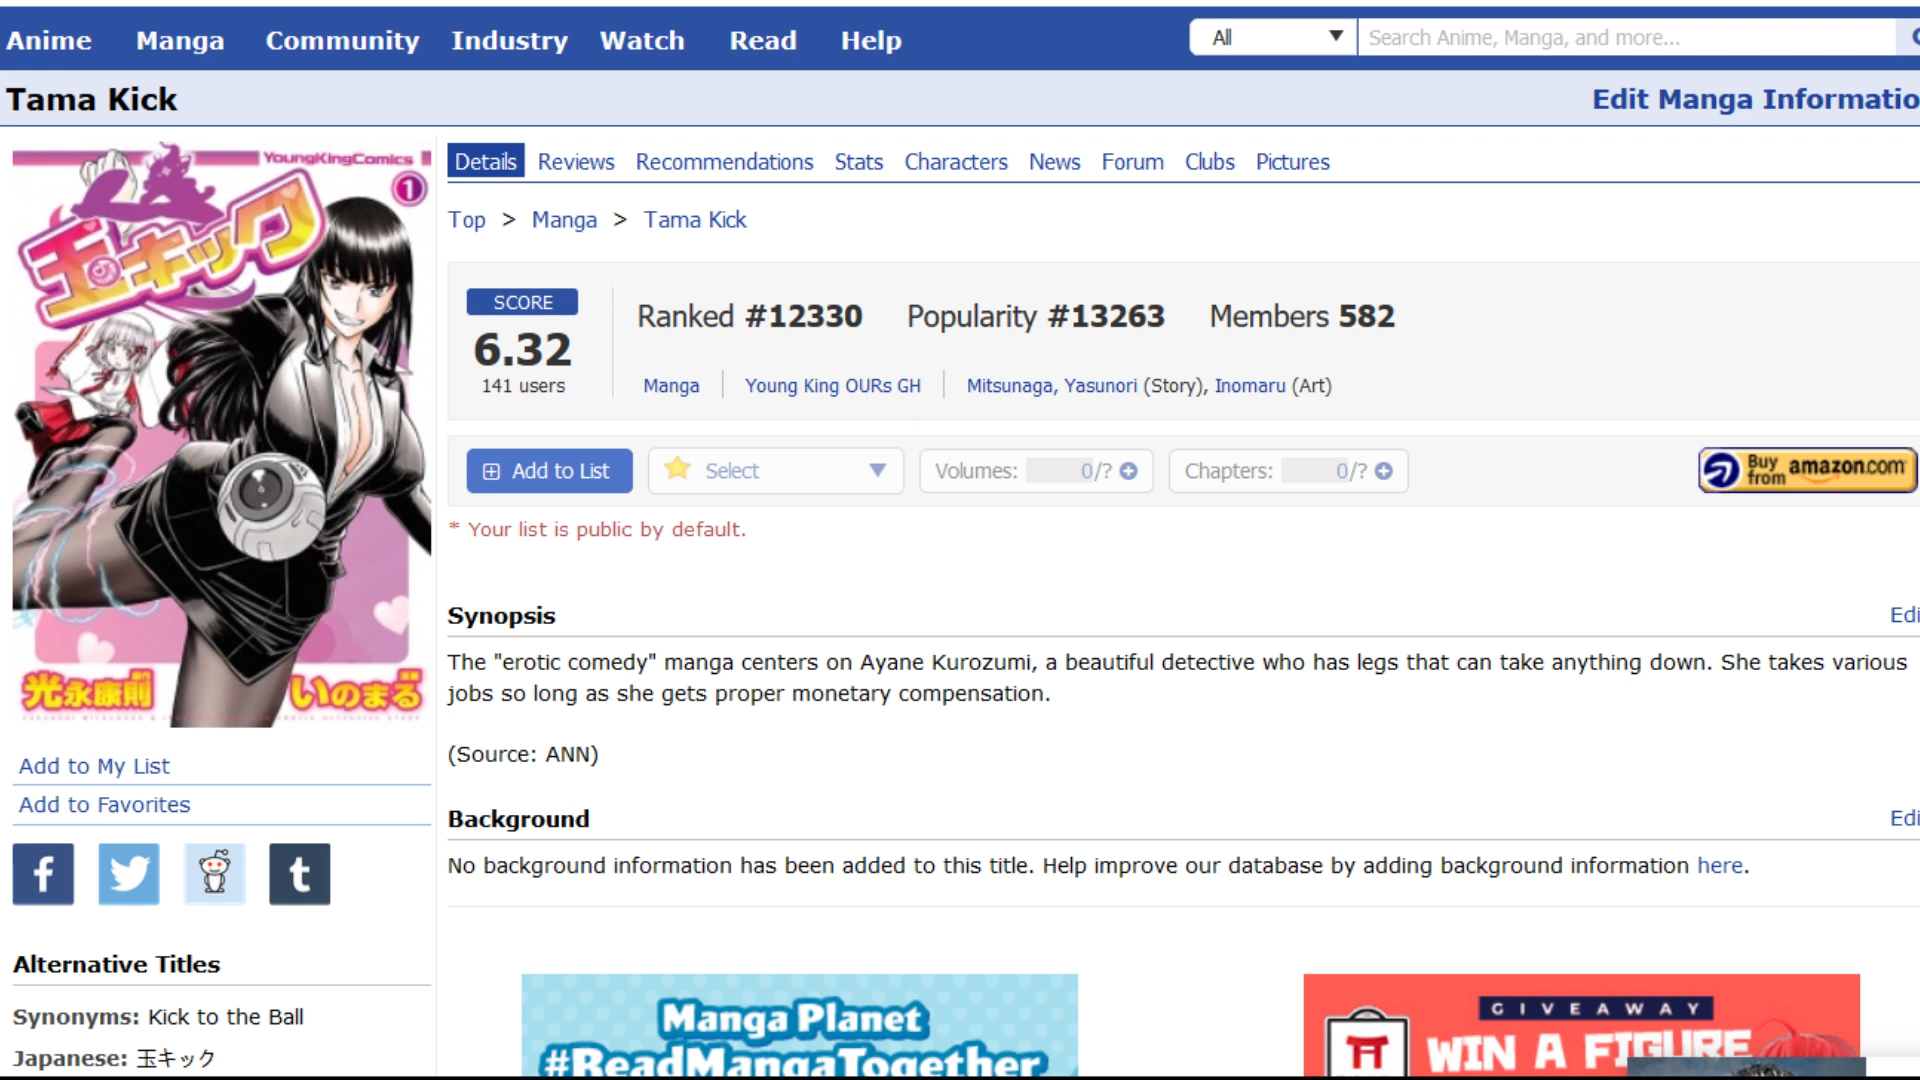 Anime Manga Community Industry Watch Read Help
All Search Anime, Manga, and more...
Tama Kick
Edit Manga Informatio
YoungKingComics
1
玉キック
光永康則
いのまる
Details Reviews Recommendations Stats Characters News Forum Clubs Pictures
Top > Manga > Tama Kick
SCORE
6.32
141 users
Ranked #12330 Popularity #13263 Members 582
Manga Young King OURs GH Mitsunaga, Yasunori (Story), Inomaru (Art)
Add to List Select Volumes: 0/? Chapters: 0/?
Buy from amazon.com
* Your list is public by default.
Synopsis
Edi
The "erotic comedy" manga centers on Ayane Kurozumi, a beautiful detective who has legs that can take anything down. She takes various
jobs so long as she gets proper monetary compensation.
(Source: ANN)
Background
Edi
No background information has been added to this title. Help improve our database by adding background information here.
Add to My List
Add to Favorites
f
t
Alternative Titles
Synonyms: Kick to the Ball
Japanese: 玉キック
Manga Planet
#ReadMangaTogether
GIVEAWAY
WIN A FIGURE